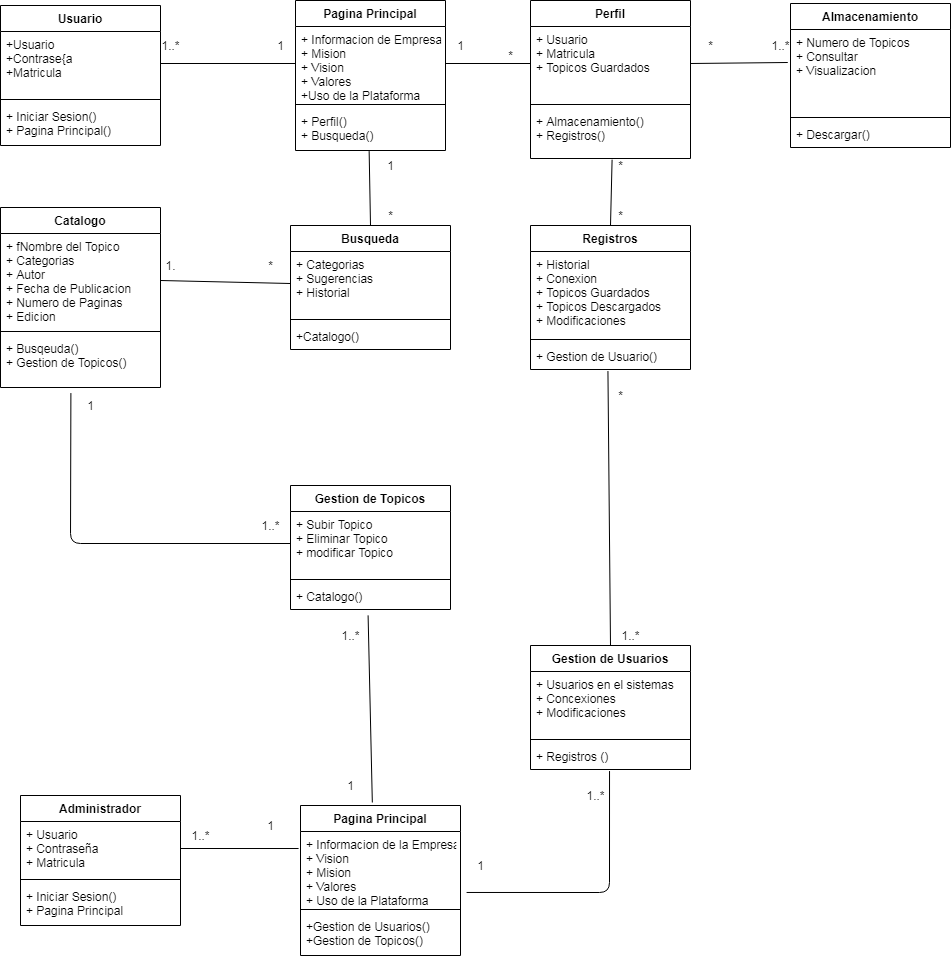 Usuario
+Usuario
+Contrase{a
+Matricula
+ Iniciar Sesion()
+ Pagina Principal()
1..*
1
Pagina Principal
+ Informacion de Empresa
+ Mision
+ Vision
+ Valores
+Uso de la Plataforma
+ Perfil()
+ Busqueda()
1
*
Perfil
+ Usuario
+ Matricula
+ Topicos Guardados
+ Almacenamiento()
+ Registros()
*
1..*
Almacenamiento
+ Numero de Topicos
+ Consultar
+ Visualizacion
+ Descargar()
1
*
*
*
Catalogo
+ fNombre del Topico
+ Categorias
+ Autor
+ Fecha de Publicacion
+ Numero de Paginas
+ Edicion
+ Busqeuda()
+ Gestion de Topicos()
1.
*
Busqueda
+ Categorias
+ Sugerencias
+ Historial
+Catalogo()
Registros
+ Historial
+ Conexion
+ Topicos Guardados
+ Topicos Descargados
+ Modificaciones
+ Gestion de Usuario()
*
1
1..*
Gestion de Topicos
+ Subir Topico
+ Eliminar Topico
+ modificar Topico
+ Catalogo()
1..*
1..*
Gestion de Usuarios
+ Usuarios en el sistemas
+ Concexiones
+ Modificaciones
+ Registros ()
1
1..*
Administrador
+ Usuario
+ Contraseña
+ Matricula
+ Iniciar Sesion()
+ Pagina Principal
1..*
1
Pagina Principal
+ Informacion de la Empresa
+ Vision
+ Mision
+ Valores
+ Uso de la Plataforma
+Gestion de Usuarios()
+Gestion de Topicos()
1